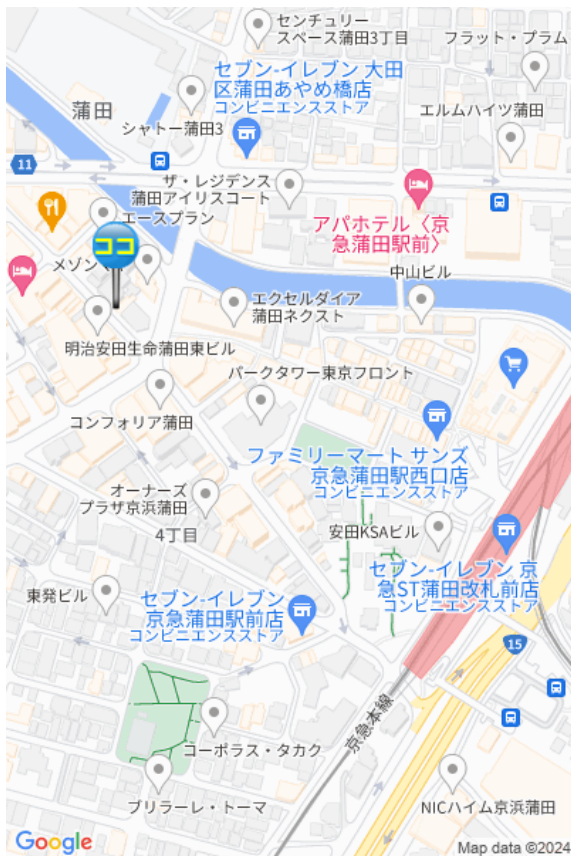 センチュリー
スペース蒲田3丁目
フラット・プラム
セブン-イレブン 大田
区蒲田あやめ橋店
コンビニエンスストア
蒲田
シャトー蒲田3
エルムハイツ蒲田
11
ザ・レジデンス
蒲田アイリスコート
アパホテル〈京
急蒲田駅前〉
エースプラン
ココ
メゾン
中山ビル
エクセルダイア
蒲田ネクスト
明治安田生命蒲田東ビル
パークタワー東京フロント
コンフォリア蒲田
ファミリーマート サンズ
京急蒲田駅西口店
コンビニエンスストア
オーナーズ
プラザ京浜蒲田
4丁目
安田KSAビル
セブン-イレブン 京
急ST蒲田改札前店
コンビニエンスストア
東発ビル
セブン-イレブン
京急蒲田駅前店
コンビニエンスストア
15
京急本線
コーポラス・タカク
ブリラーレ・トーマ
NICハイム京浜蒲田
Google
Map data ©2024